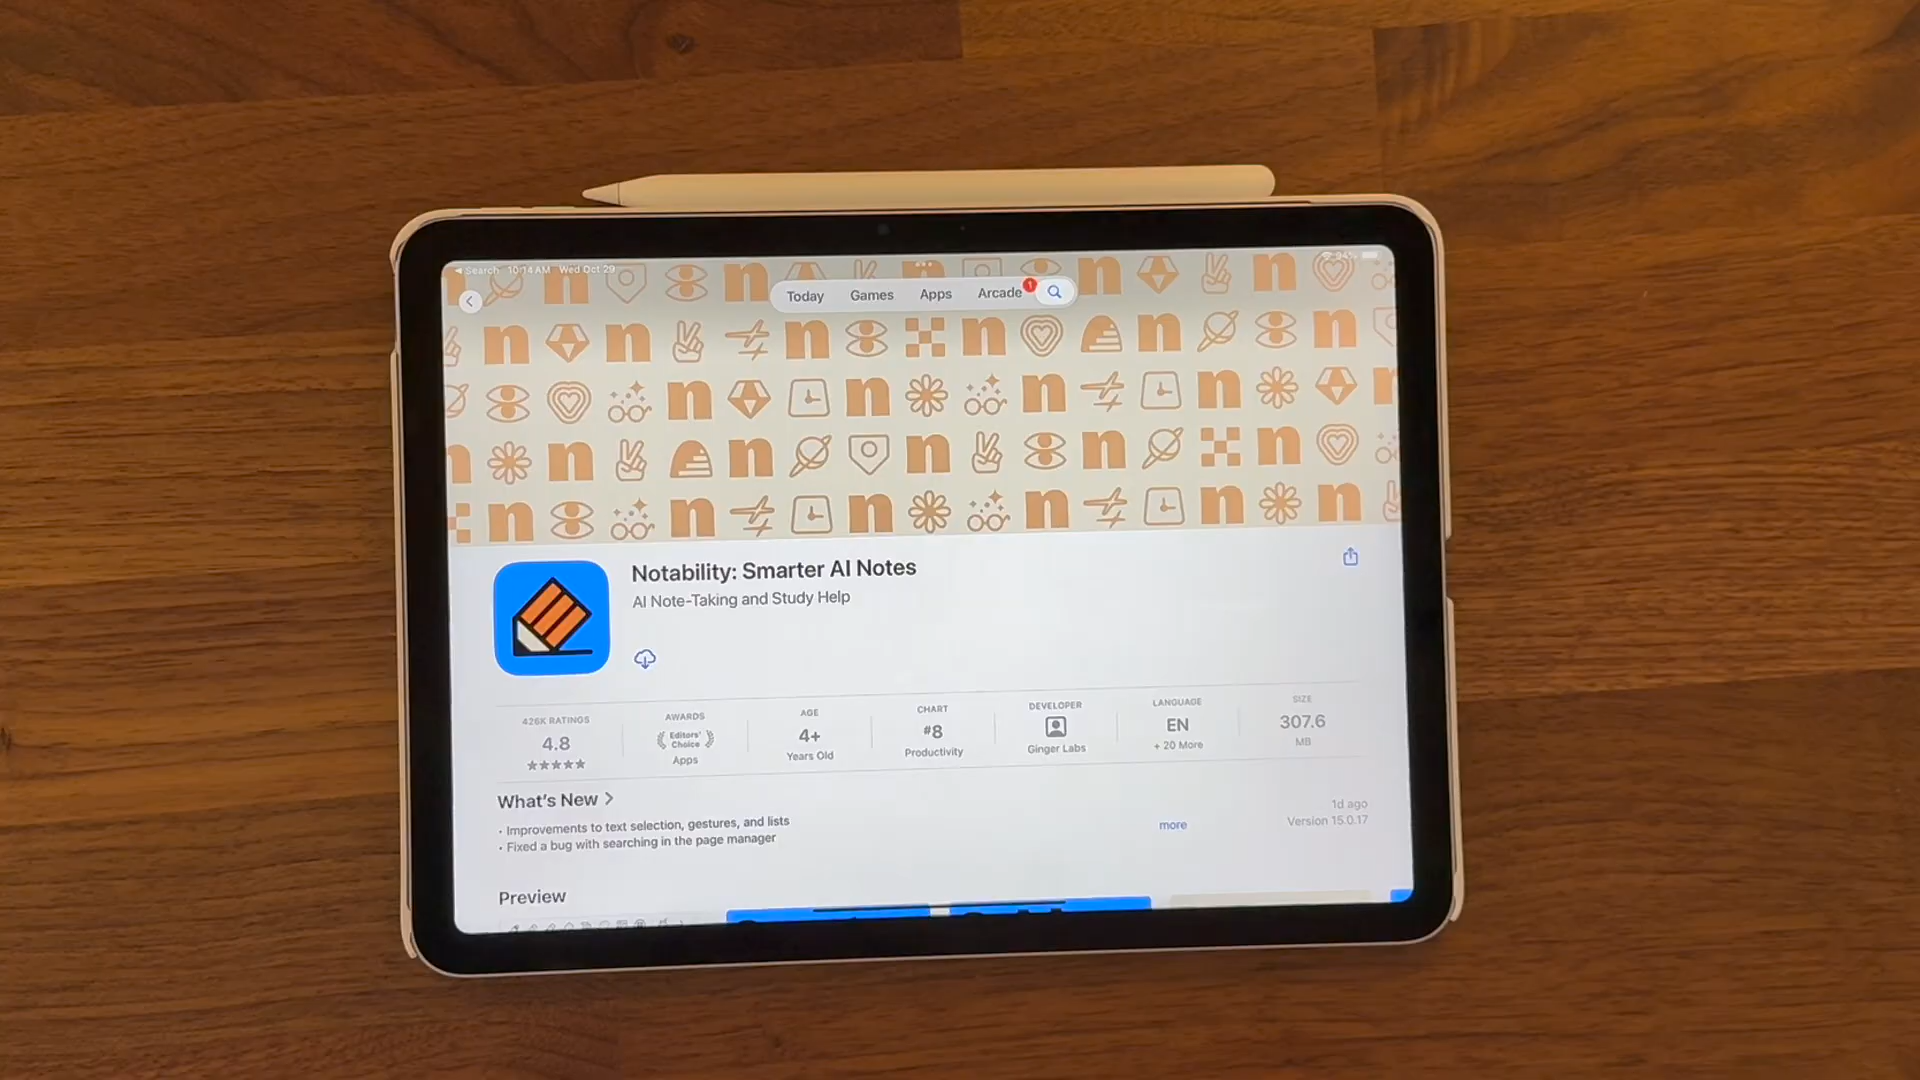 Search 10:14 AM Wed Oct 29
94%
Today Games Apps Arcade 1
Notability: Smarter AI Notes
AI Note-Taking and Study Help
426K RATINGS
4.8
AWARDS
Editors'
Choice
Apps
AGE
4+
Years Old
CHART
#8
Productivity
DEVELOPER
Ginger Labs
LANGUAGE
EN
+ 20 More
SIZE
307.6
MB
What's New
• Improvements to text selection, gestures, and lists
• Fixed a bug with searching in the page manager
more
1d ago
Version 15.0.17
Preview